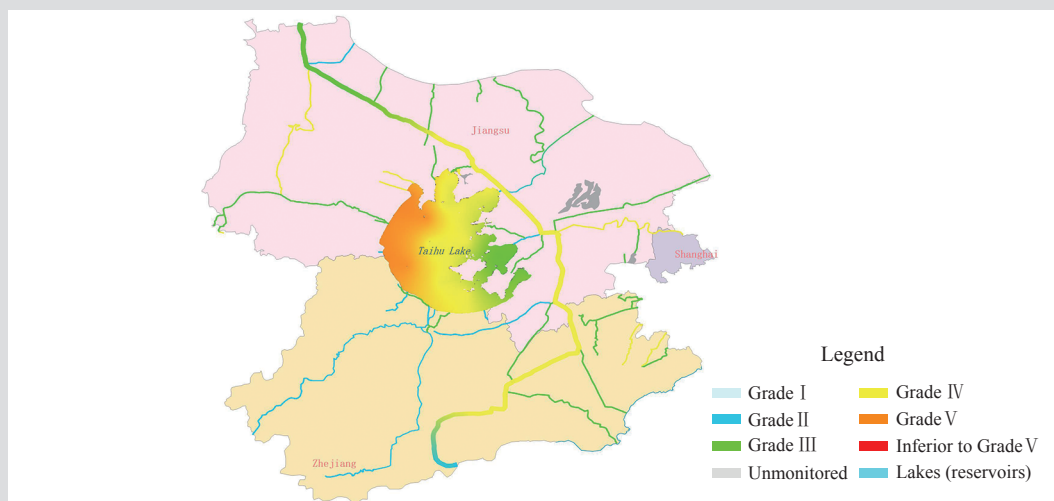 Jiangsu
Taihu Lake
Shanghai
Zhejiang
Legend
Grade Ⅰ
Grade Ⅱ
Grade Ⅲ
Unmonitored
Grade Ⅳ
Grade Ⅴ
Inferior to Grade Ⅴ
Lakes (reservoirs)